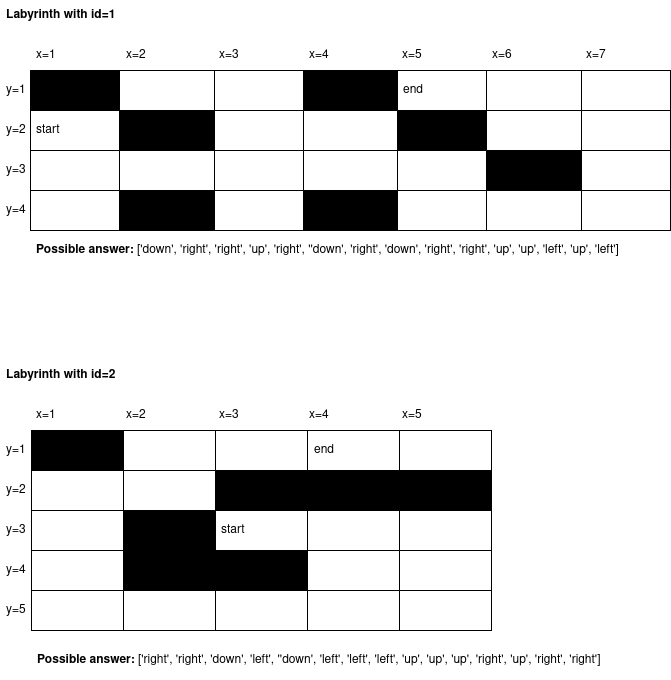 Labyrinth with id=1
x=1 x=2 x=3 x=4 x=5 x=6 x=7
y=1 end
y=2 start
y=3
y=4
Possible answer: ['down', 'right', 'right', 'up', 'right', "down', 'right', 'down', 'right', 'right', 'up', 'up', 'left', 'up', 'left']
Labyrinth with id=2
x=1 x=2 x=3 x=4 x=5
y=1 end
y=2
y=3 start
y=4
y=5
Possible answer: ['right', 'right', 'down', 'left', "down', 'left', 'left', 'left', 'up', 'up', 'up', 'right', 'up', 'right', 'right']